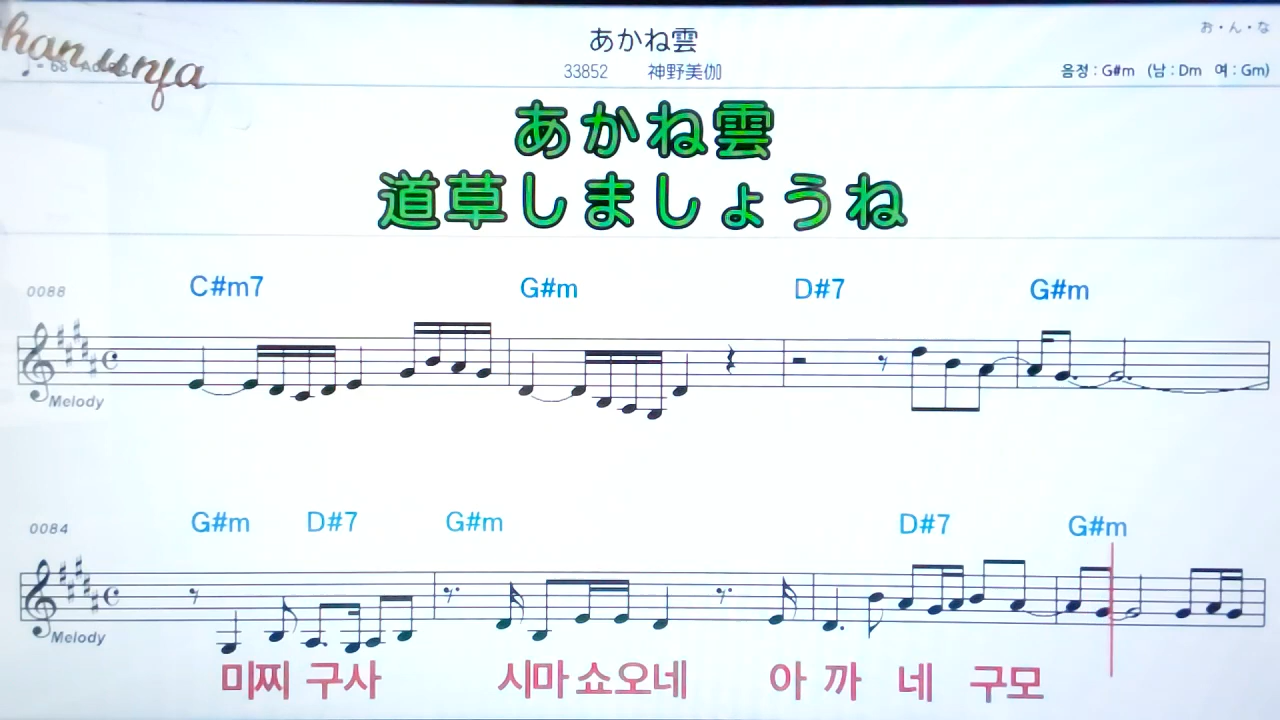 han unja
あかね雲
お・ん・な
33852 神野美伽
음정 : G#m (남 : Dm 여 : Gm)
あかね雲
道草しましょうね
0088
C#m7 G#m D#7 G#m
Melody
0084
G#m D#7 G#m D#7 G#m
Melody
미찌 구사 시마 쇼오네 아 까 네 구모